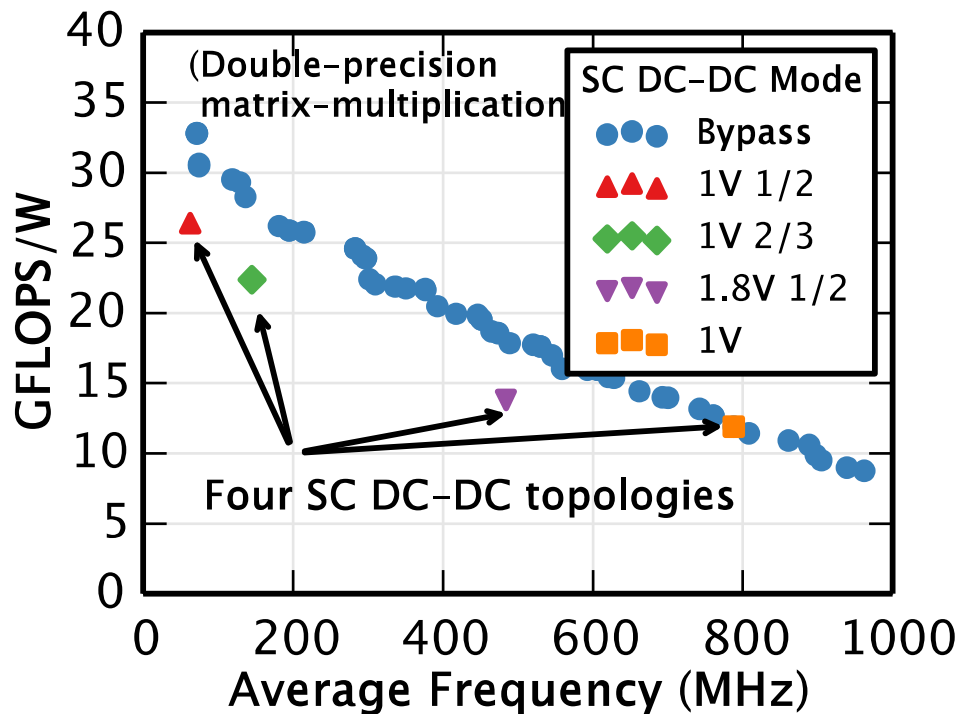 40
35
30
25
20
15
10
5
0
GFLOPS/W
(Double-precision
matrix-multiplication
SC DC-DC Mode
Bypass
1V 1/2
1V 2/3
1.8V 1/2
1V
Four SC DC-DC topologies
0 200 400 600 800 1000
Average Frequency (MHz)